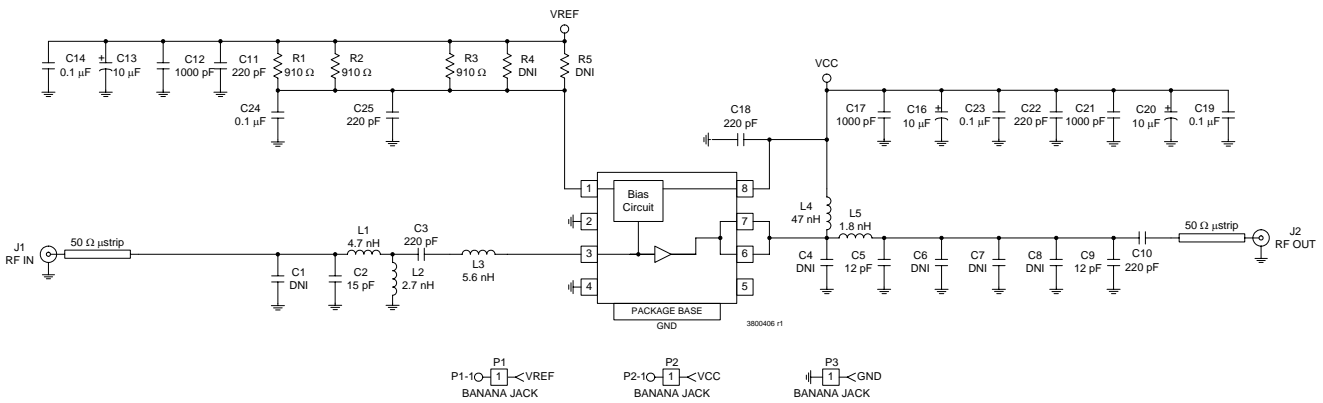 VREF
C14
0.1 µF
C13
10 µF
C12
1000 pF
C11
220 pF
R1
910 Ω
R2
910 Ω
R3
910 Ω
R4
DNI
R5
DNI
+
C24
0.1 µF
C25
220 pF
VCC
C18
220 pF
C17
1000 pF
C16
10 µF
+
C23
0.1 µF
C22
220 pF
C21
1000 pF
C20
10 µF
+
C19
0.1 µF
1
Bias
Circuit
8
2
7
3
6
4
5
PACKAGE BASE
GND
3800406 r1
J1
RF IN
50 Ω µstrip
C1
DNI
C2
15 pF
L1
4.7 nH
L2
2.7 nH
C3
220 pF
L3
5.6 nH
L4
47 nH
L5
1.8 nH
C4
DNI
C5
12 pF
C6
DNI
C7
DNI
C8
DNI
C9
12 pF
C10
220 pF
50 Ω µstrip
J2
RF OUT
P1
P1-1 1 VREF
BANANA JACK
P2
P2-1 1 VCC
BANANA JACK
P3
1 GND
BANANA JACK